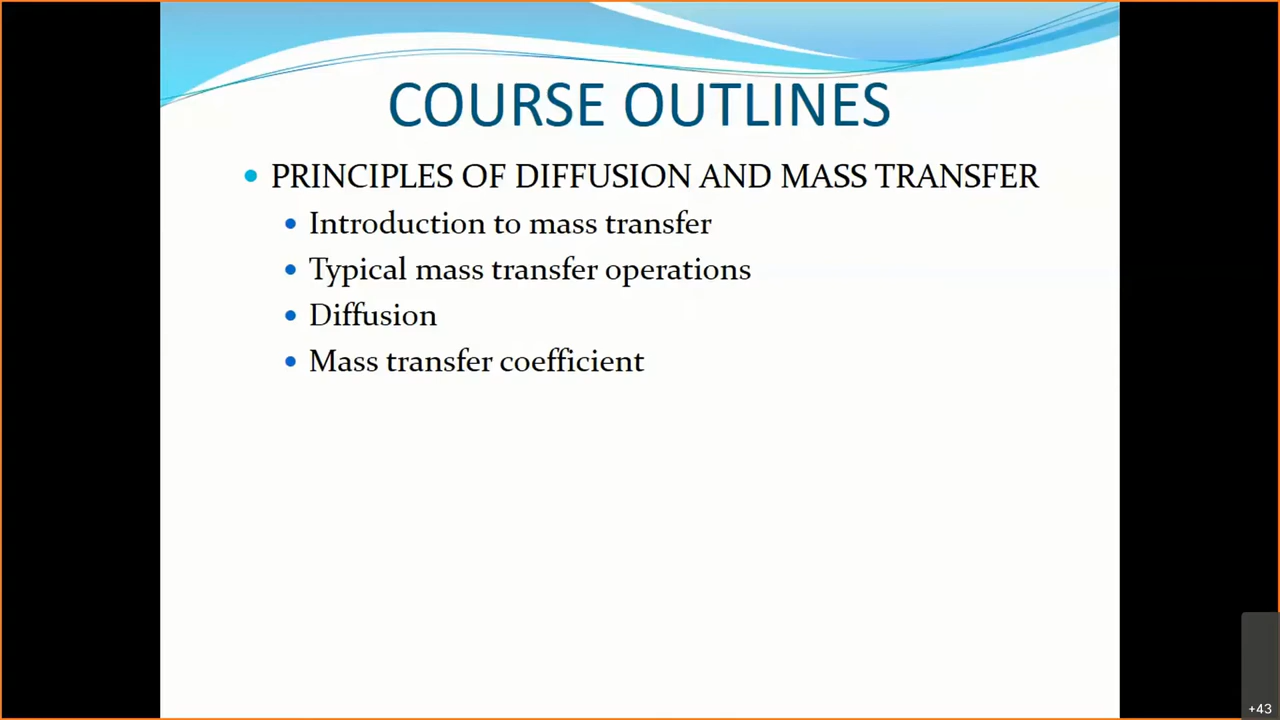 COURSE OUTLINES
• PRINCIPLES OF DIFFUSION AND MASS TRANSFER
• Introduction to mass transfer
• Typical mass transfer operations
• Diffusion
• Mass transfer coefficient
+43